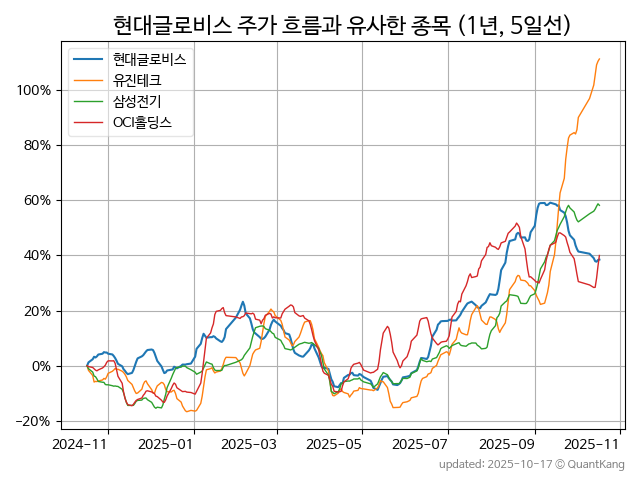 현대글로비스 주가 흐름과 유사한 종목 (1년, 5일선)
현대글로비스
유진테크
삼성전기
OCI홀딩스
100%
80%
60%
40%
20%
0%
−20%
2024-11 2025-01 2025-03 2025-05 2025-07 2025-09 2025-11
updated: 2025-10-17 © QuantKang